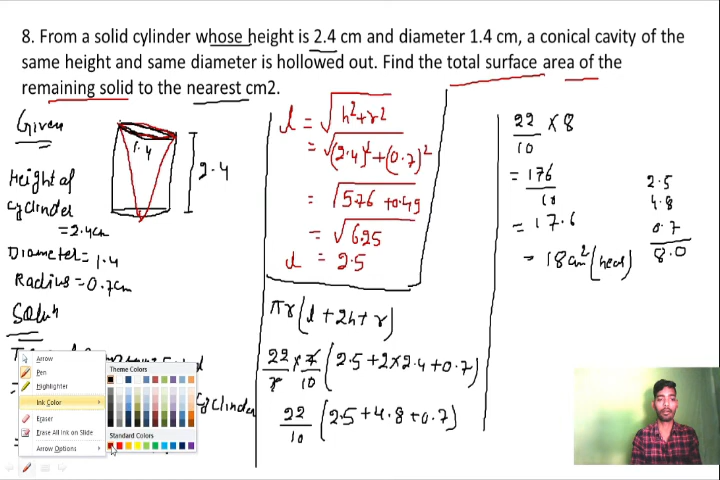 8. From a solid cylinder whose height is 2.4 cm and diameter 1.4 cm, a conical cavity of the
same height and same diameter is hollowed out. Find the total surface area of the
remaining solid to the nearest cm2.
Given
1.4
2.4
Height of
cylinder
= 2.4cm
Diameter = 1.4
Radius = 0.7cm
Soluh
cylinder
l = √h²+r²
= √(2.4)²+(0.7)²
= √5.76 + 0.49
= √6.25
l = 2.5
πr(l + 2h + r)
22/7 × 7/10 (2.5 + 2×2.4 + 0.7)
22/10 (2.5 + 4.8 + 0.7)
22/10 × 8
= 176/10
= 17.6
= 18cm² (near)
2.5
4.8
0.7
8.0
Arrow
Pen
Highlighter
Ink Color
Eraser
Erase All Ink on Slide
Arrow Options
Theme Colors
Standard Colors